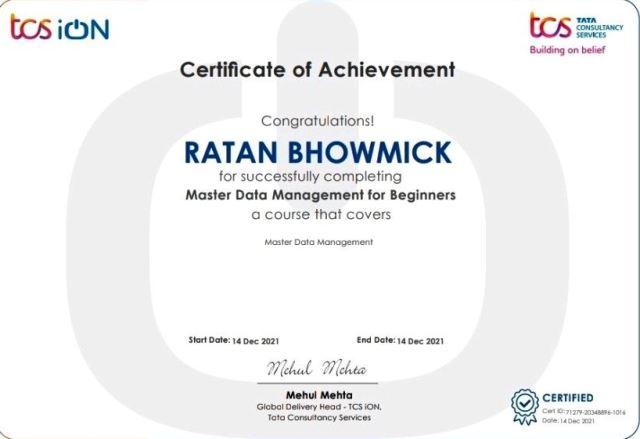 tcs iON
tcs TATA
CONSULTANCY
SERVICES
Building on belief
Certificate of Achievement
Congratulations!
RATAN BHOWMICK
for successfully completing
Master Data Management for Beginners
a course that covers
Master Data Management
Start Date: 14 Dec 2021 End Date: 14 Dec 2021
Mehul Mehta
Mehul Mehta
Global Delivery Head - TCS iON,
Tata Consultancy Services
CERTIFIED
Cert ID: 71279-20348896-1016
Date: 14 Dec 2021